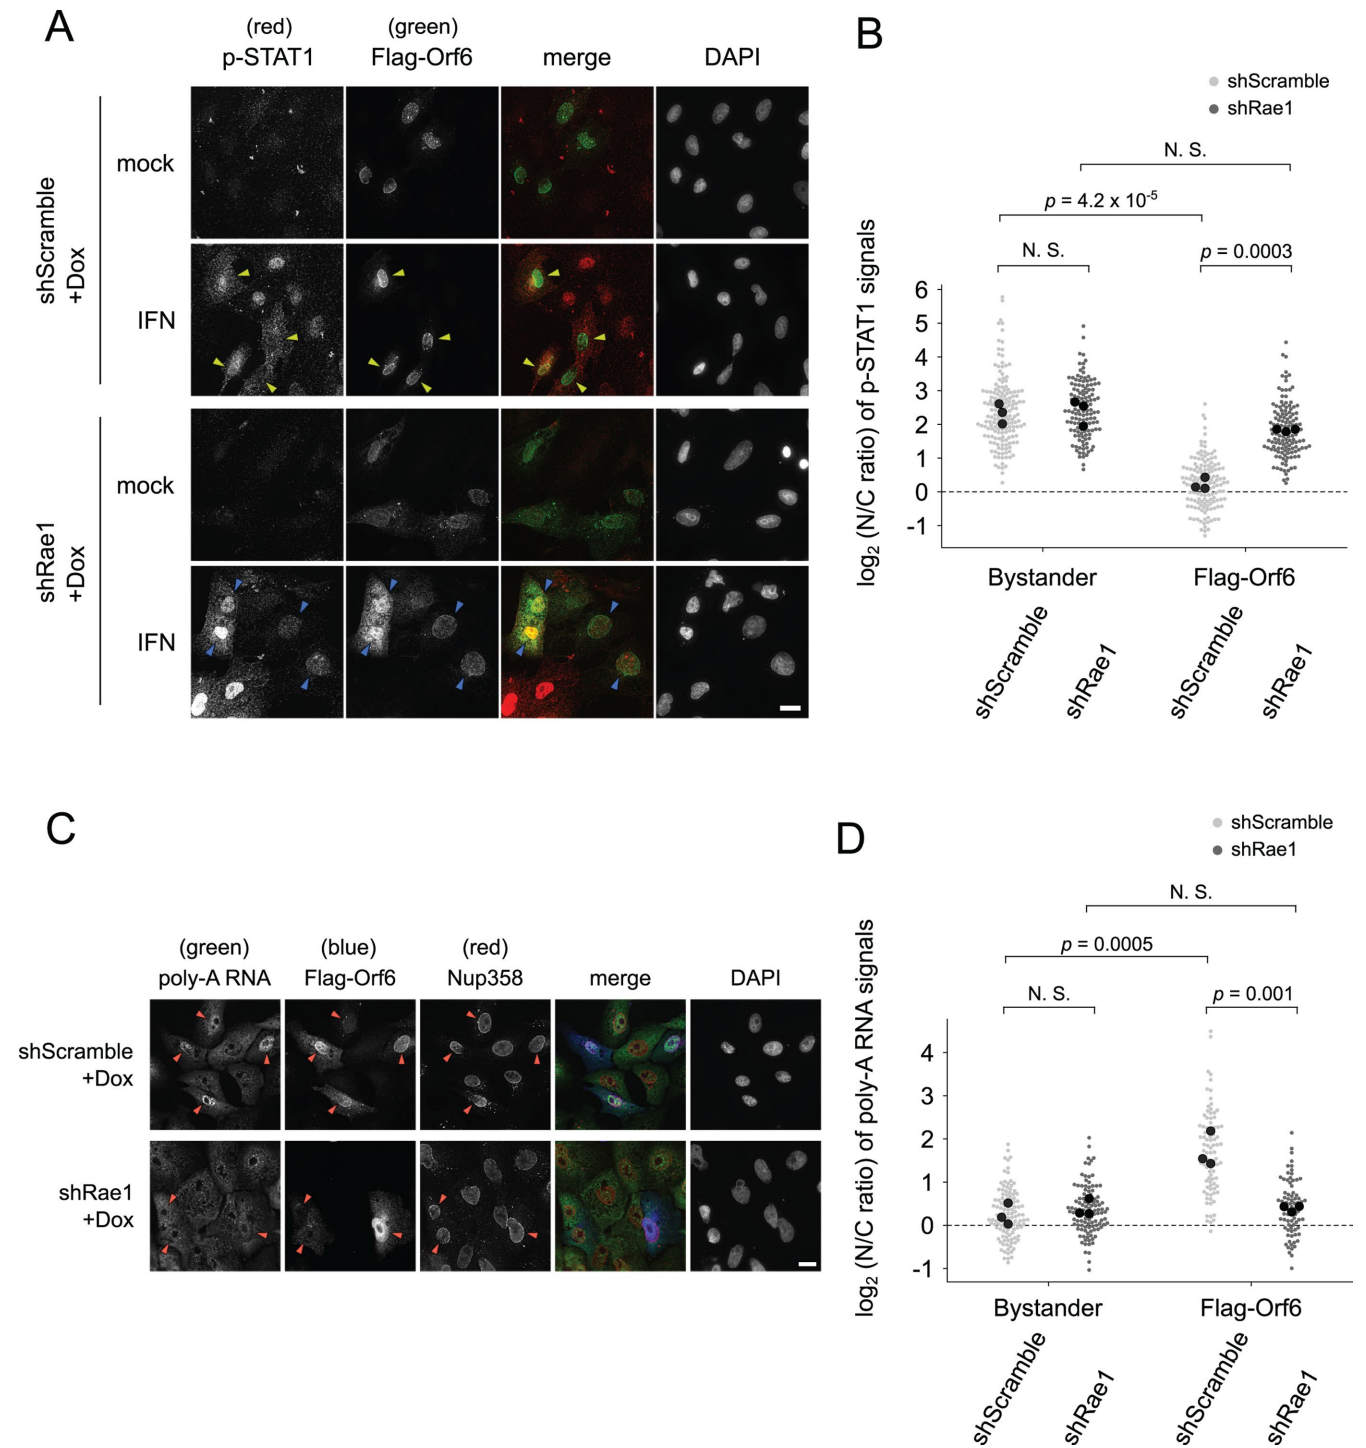 A
(red)
p-STAT1
(green)
Flag-Orf6
merge
DAPI
shScramble
+Dox
mock
IFN
shRae1
+Dox
mock
IFN
B
shScramble
shRae1
N. S.
p = 4.2 x 10-5
N. S.
p = 0.0003
log2 (N/C ratio) of p-STAT1 signals
6
5
4
3
2
1
0
-1
Bystander
Flag-Orf6
shScramble
shRae1
shScramble
shRae1
C
(green)
poly-A RNA
(blue)
Flag-Orf6
(red)
Nup358
merge
DAPI
shScramble
+Dox
shRae1
+Dox
D
shScramble
shRae1
N. S.
p = 0.0005
N. S.
p = 0.001
log2 (N/C ratio) of poly-A RNA signals
4
3
2
1
0
-1
Bystander
Flag-Orf6
shScramble
shRae1
shScramble
shRae1